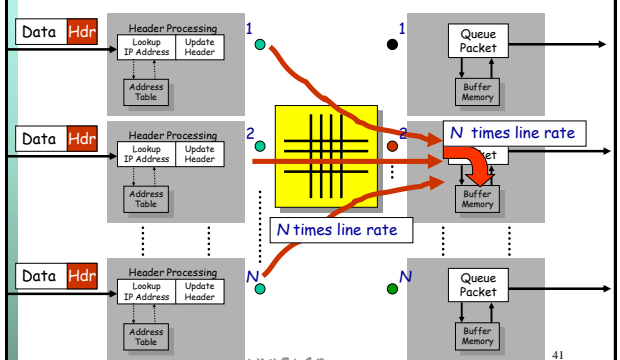 Data Hdr
Header Processing
Lookup
IP Address
Update
Header
Address
Table
1
1
Queue
Packet
Buffer
Memory
Data Hdr
Header Processing
Lookup
IP Address
Update
Header
Address
Table
2
2
N times line rate
Buffer
Memory
N times line rate
Data Hdr
Header Processing
Lookup
IP Address
Update
Header
Address
Table
N
N
Queue
Packet
Buffer
Memory
41